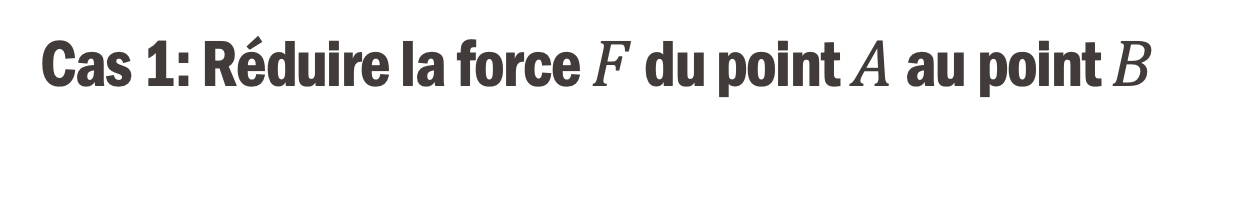 Cas 1: Réduire la force F du point A au point B